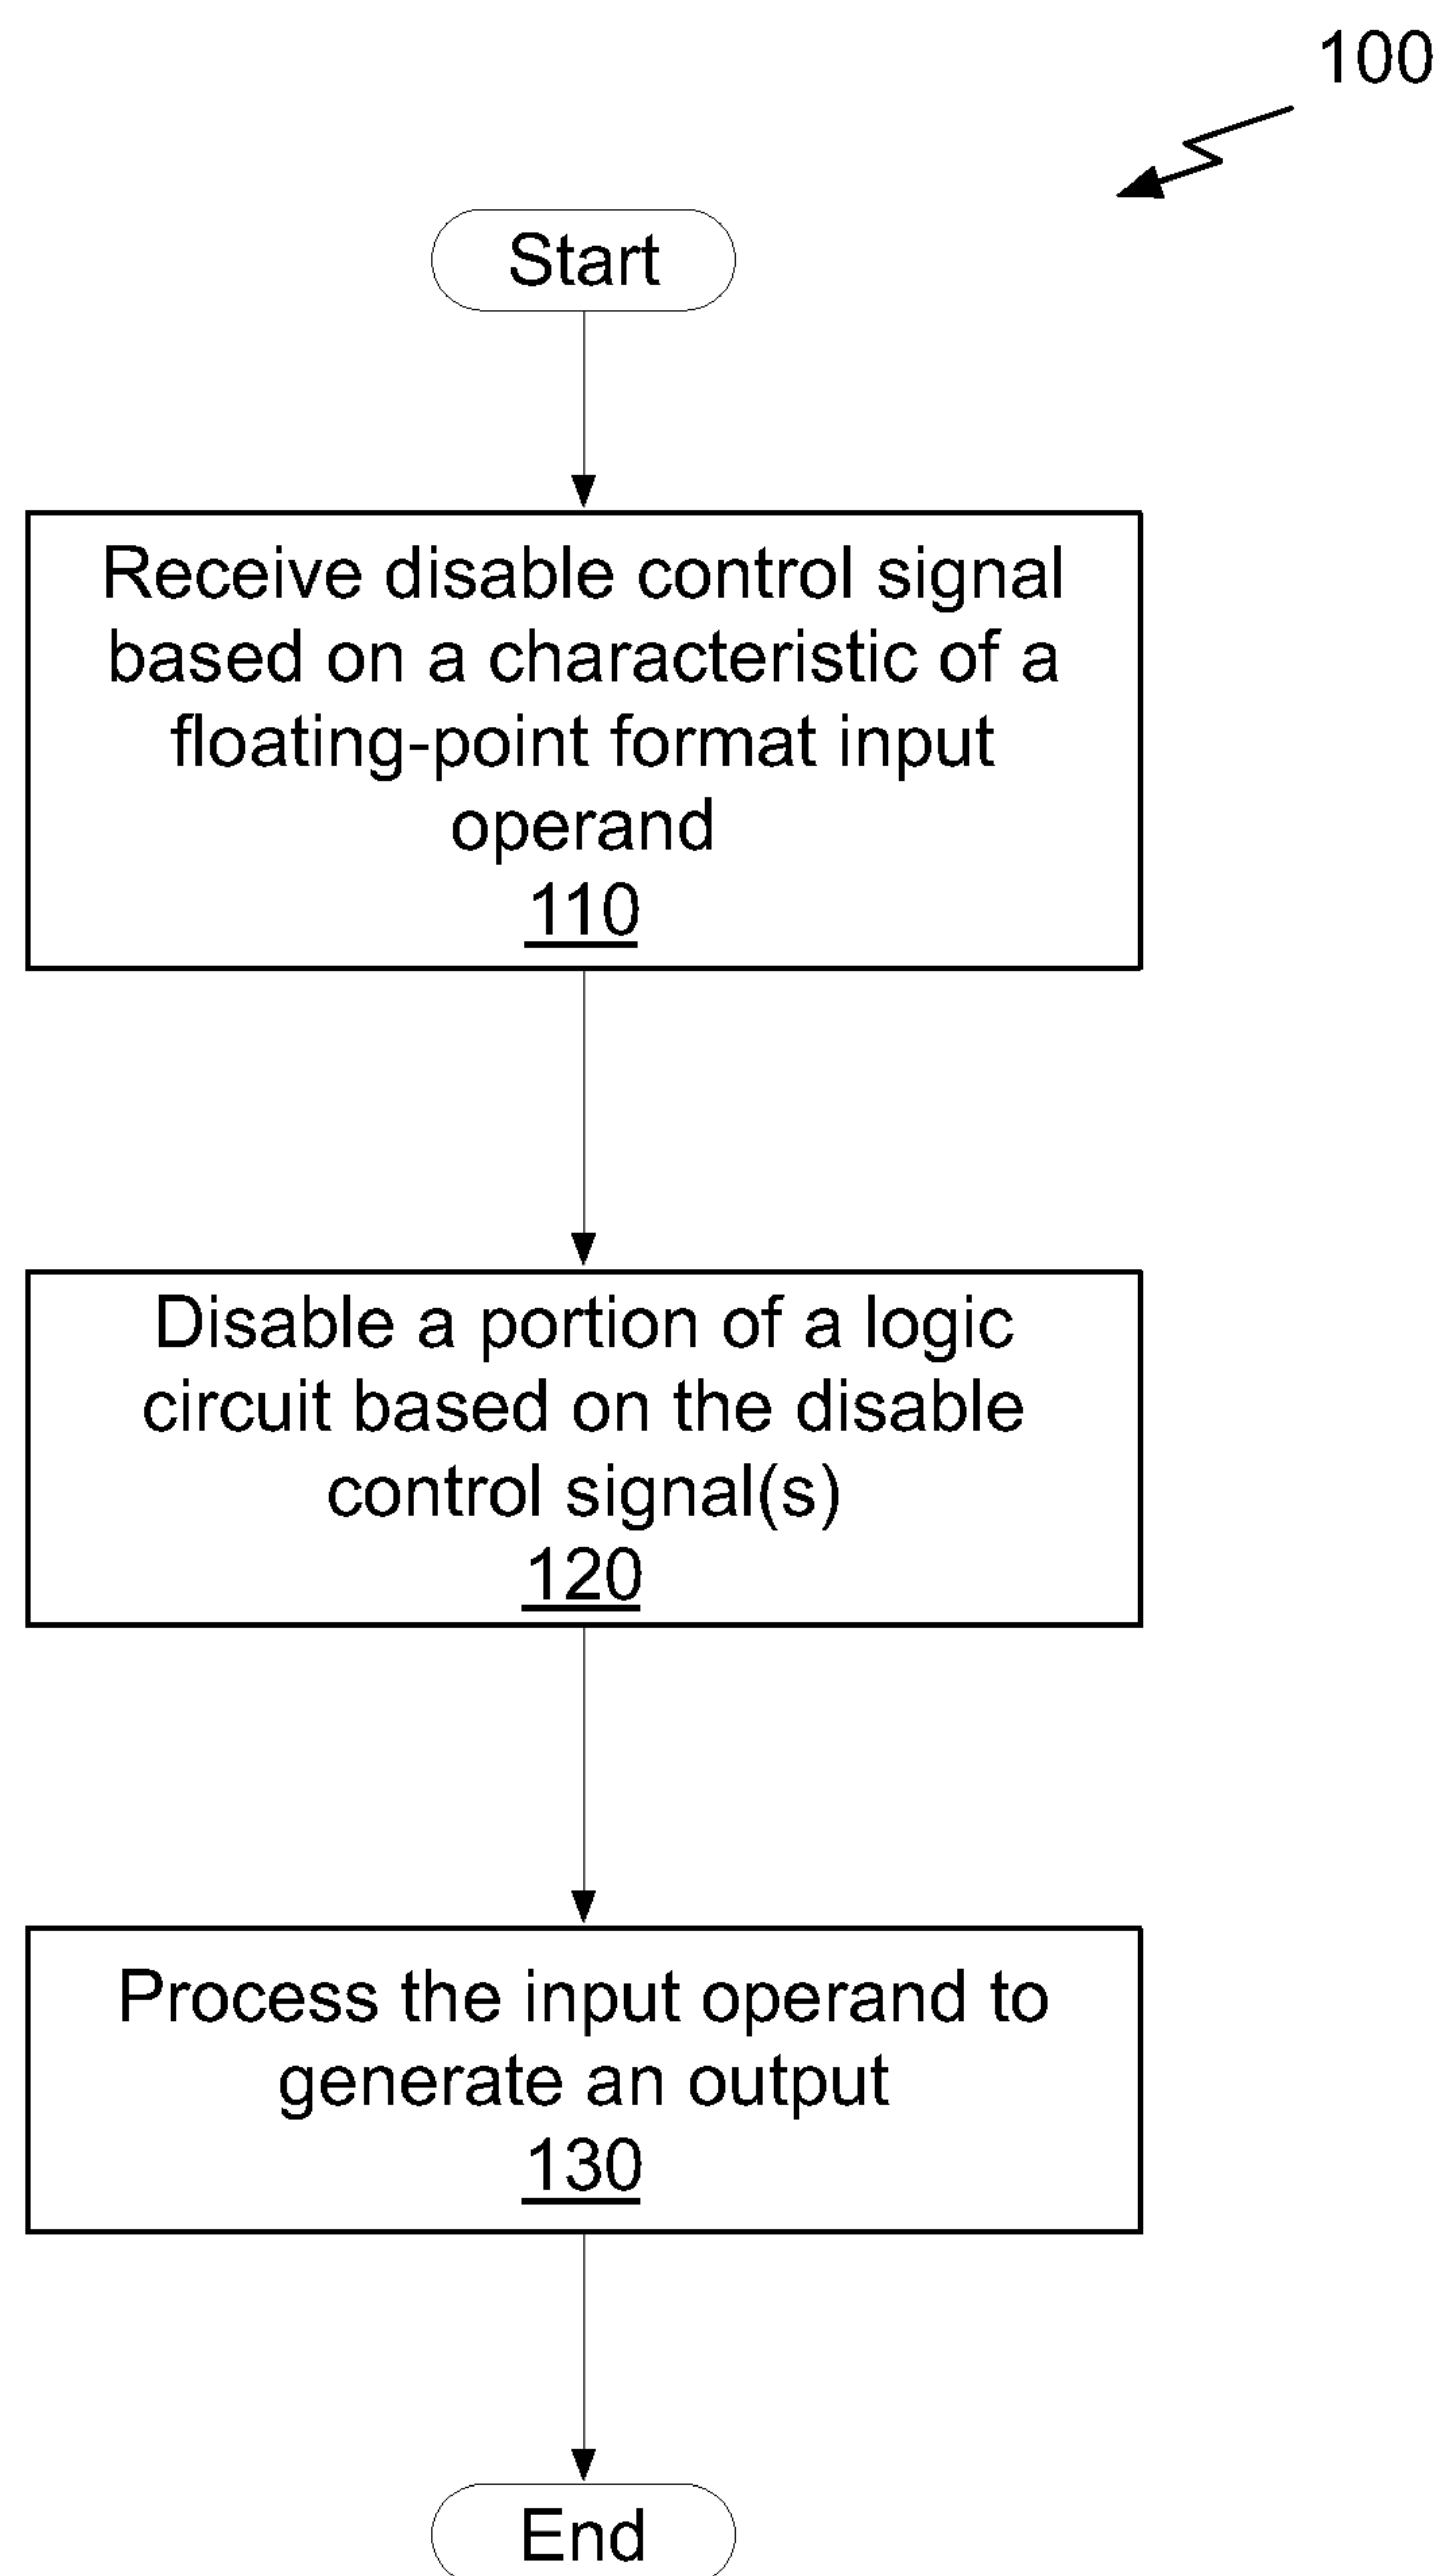 100
Start
Receive disable control signal
based on a characteristic of a
floating-point format input
operand
110
Disable a portion of a logic
circuit based on the disable
control signal(s)
120
Process the input operand to
generate an output
130
End